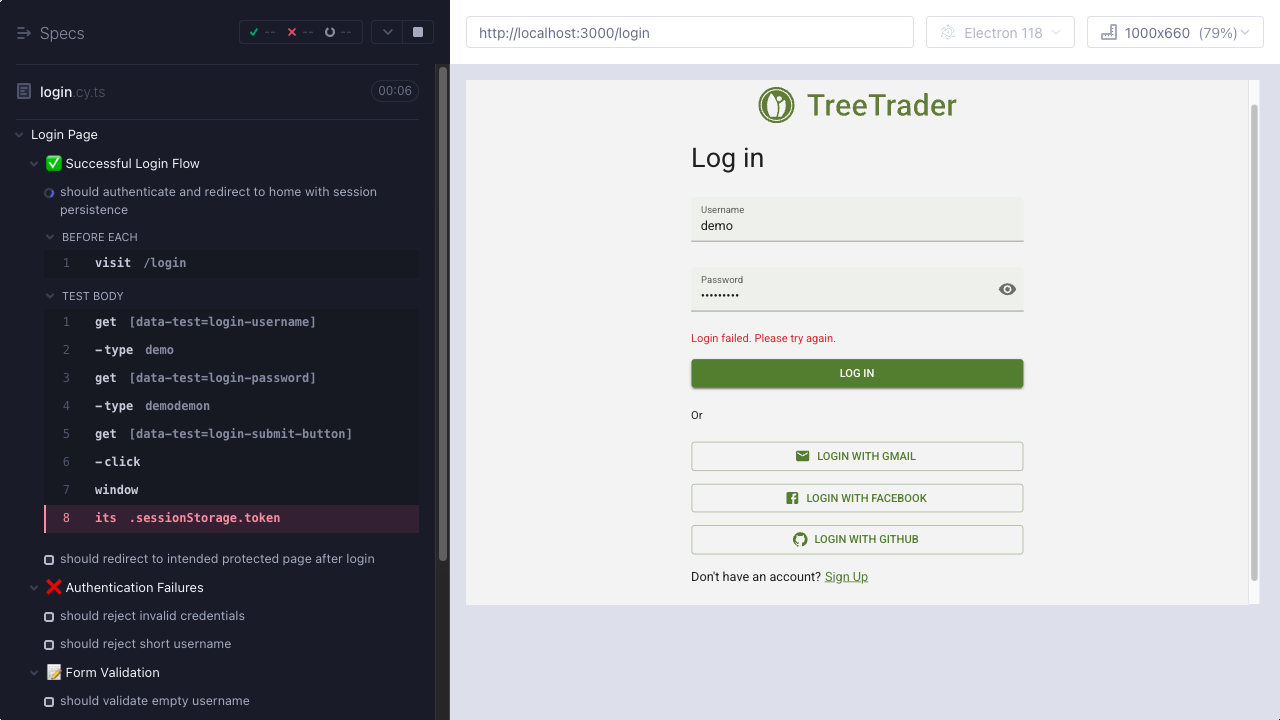 Specs
-- -- --
login.cy.ts
00:06
Login Page
Successful Login Flow
should authenticate and redirect to home with session
persistence
BEFORE EACH
1 visit /login
TEST BODY
1 get [data-test=login-username]
2 -type demo
3 get [data-test=login-password]
4 -type demodemon
5 get [data-test=login-submit-button]
6 -click
7 window
8 its .sessionStorage.token
should redirect to intended protected page after login
Authentication Failures
should reject invalid credentials
should reject short username
Form Validation
should validate empty username
http://localhost:3000/login
Electron 118
1000x660 (79%)
TreeTrader
Log in
Username
demo
Password
•••••••••
Login failed. Please try again.
LOG IN
Or
LOGIN WITH GMAIL
LOGIN WITH FACEBOOK
LOGIN WITH GITHUB
Don't have an account? Sign Up